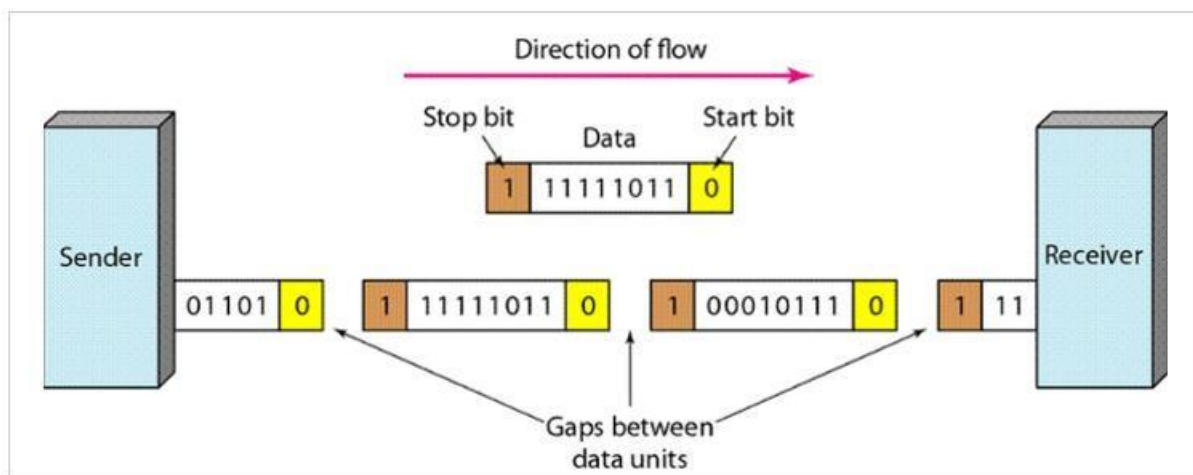 Direction of flow
Stop bit
Data
Start bit
1 11111011 0
Sender
Receiver
01101 0
1 11111011 0
1 00010111 0
1 11
Gaps between
data units